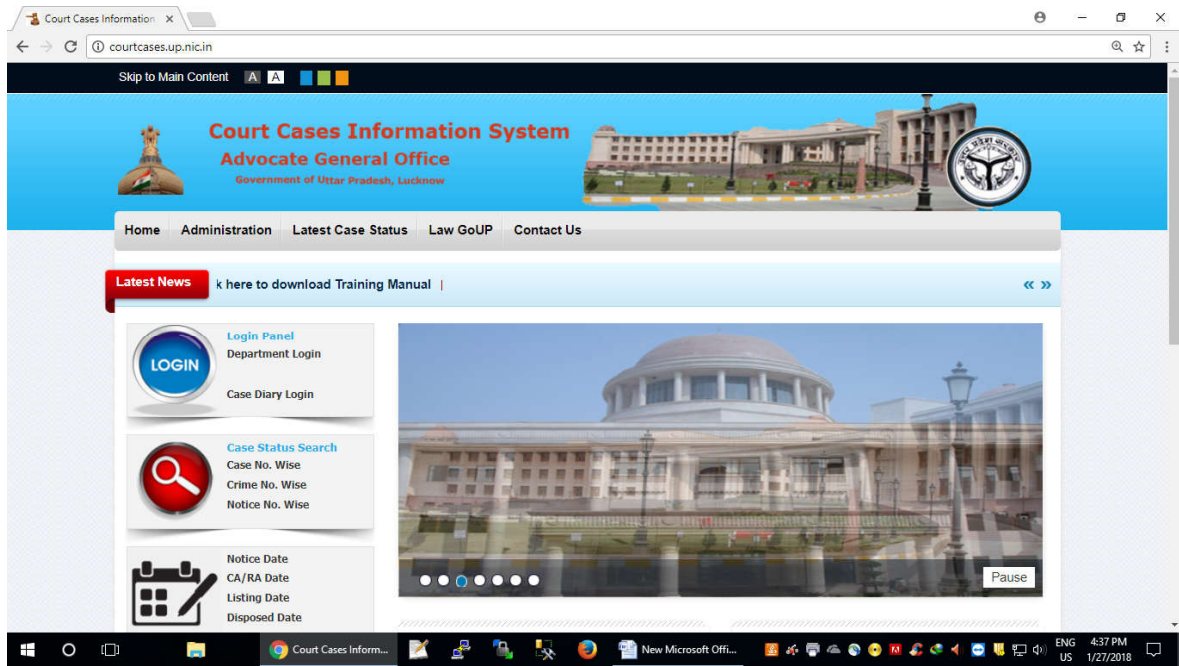 Court Cases Information
courtcases.up.nic.in
Skip to Main Content A A
Court Cases Information System
Advocate General Office
Government of Uttar Pradesh, Lucknow
उत्तर प्रदेश सरकार
Home Administration Latest Case Status Law GoUP Contact Us
Latest News k here to download Training Manual |
LOGIN
Login Panel
Department Login
Case Diary Login
Case Status Search
Case No. Wise
Crime No. Wise
Notice No. Wise
Notice Date
CA/RA Date
Listing Date
Disposed Date
Pause
Court Cases Inform...
New Microsoft Offi...
ENG
US
4:37 PM
1/27/2018